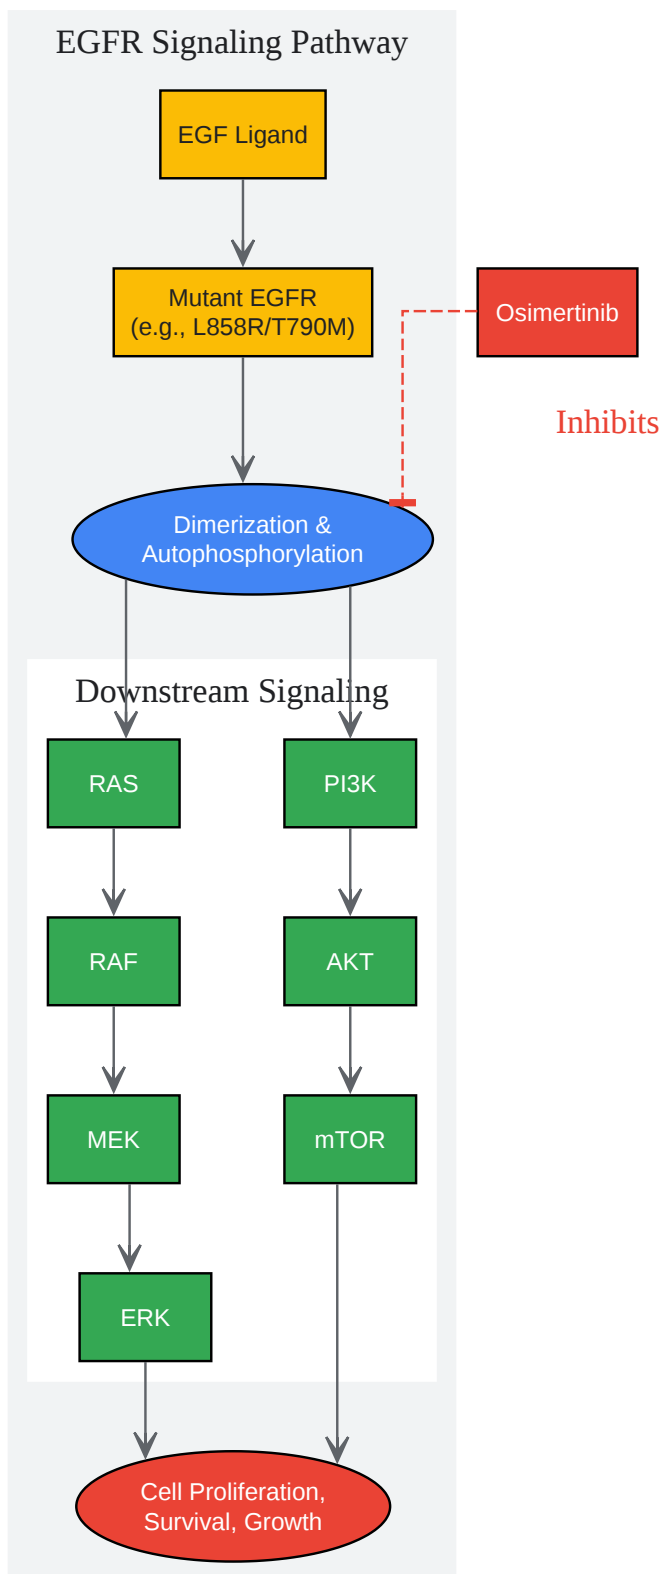 EGFR Signaling Pathway
EGF Ligand
Mutant EGFR
(e.g., L858R/T790M)
Osimertinib
Inhibits
Dimerization &
Autophosphorylation
Downstream Signaling
RAS
PI3K
RAF
AKT
MEK
mTOR
ERK
Cell Proliferation,
Survival, Growth